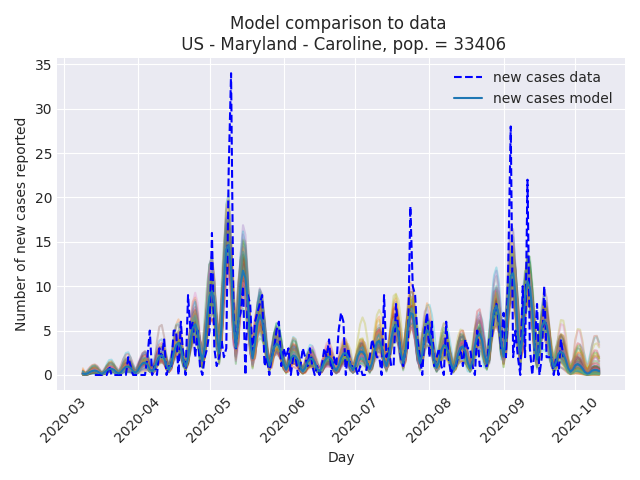 Model comparison to data
US - Maryland - Caroline, pop. = 33406
new cases data
new cases model
Number of new cases reported
35
30
25
20
15
10
5
0
2020-03
2020-04
2020-05
2020-06
2020-07
2020-08
2020-09
2020-10
Day